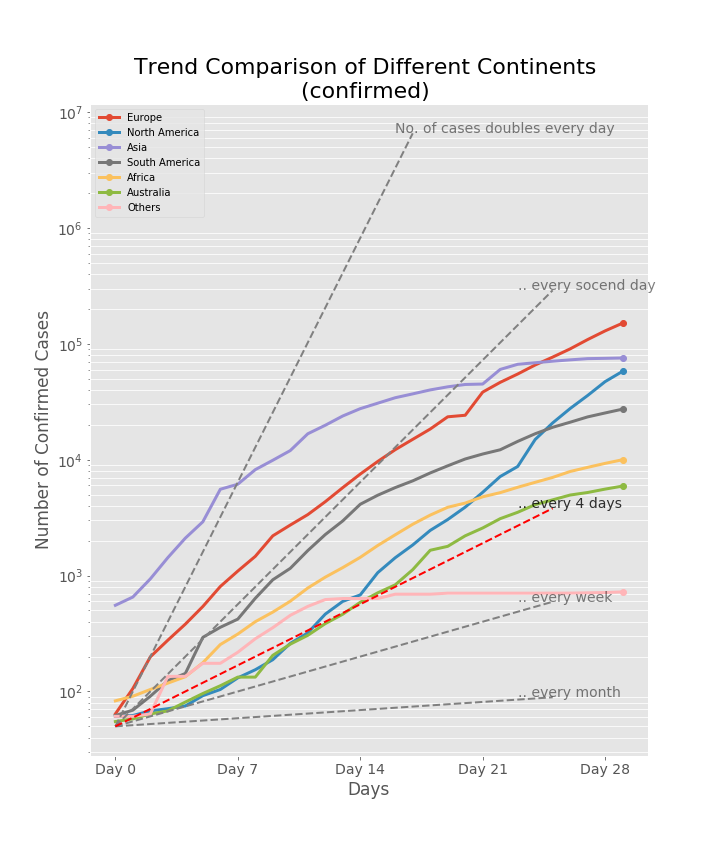 Trend Comparison of Different Continents
(confirmed)
Number of Confirmed Cases
10^7
10^6
10^5
10^4
10^3
10^2
Europe
North America
Asia
South America
Africa
Australia
Others
No. of cases doubles every day
.. every socend day
.. every 4 days
.. every week
.. every month
Day 0
Day 7
Day 14
Day 21
Day 28
Days